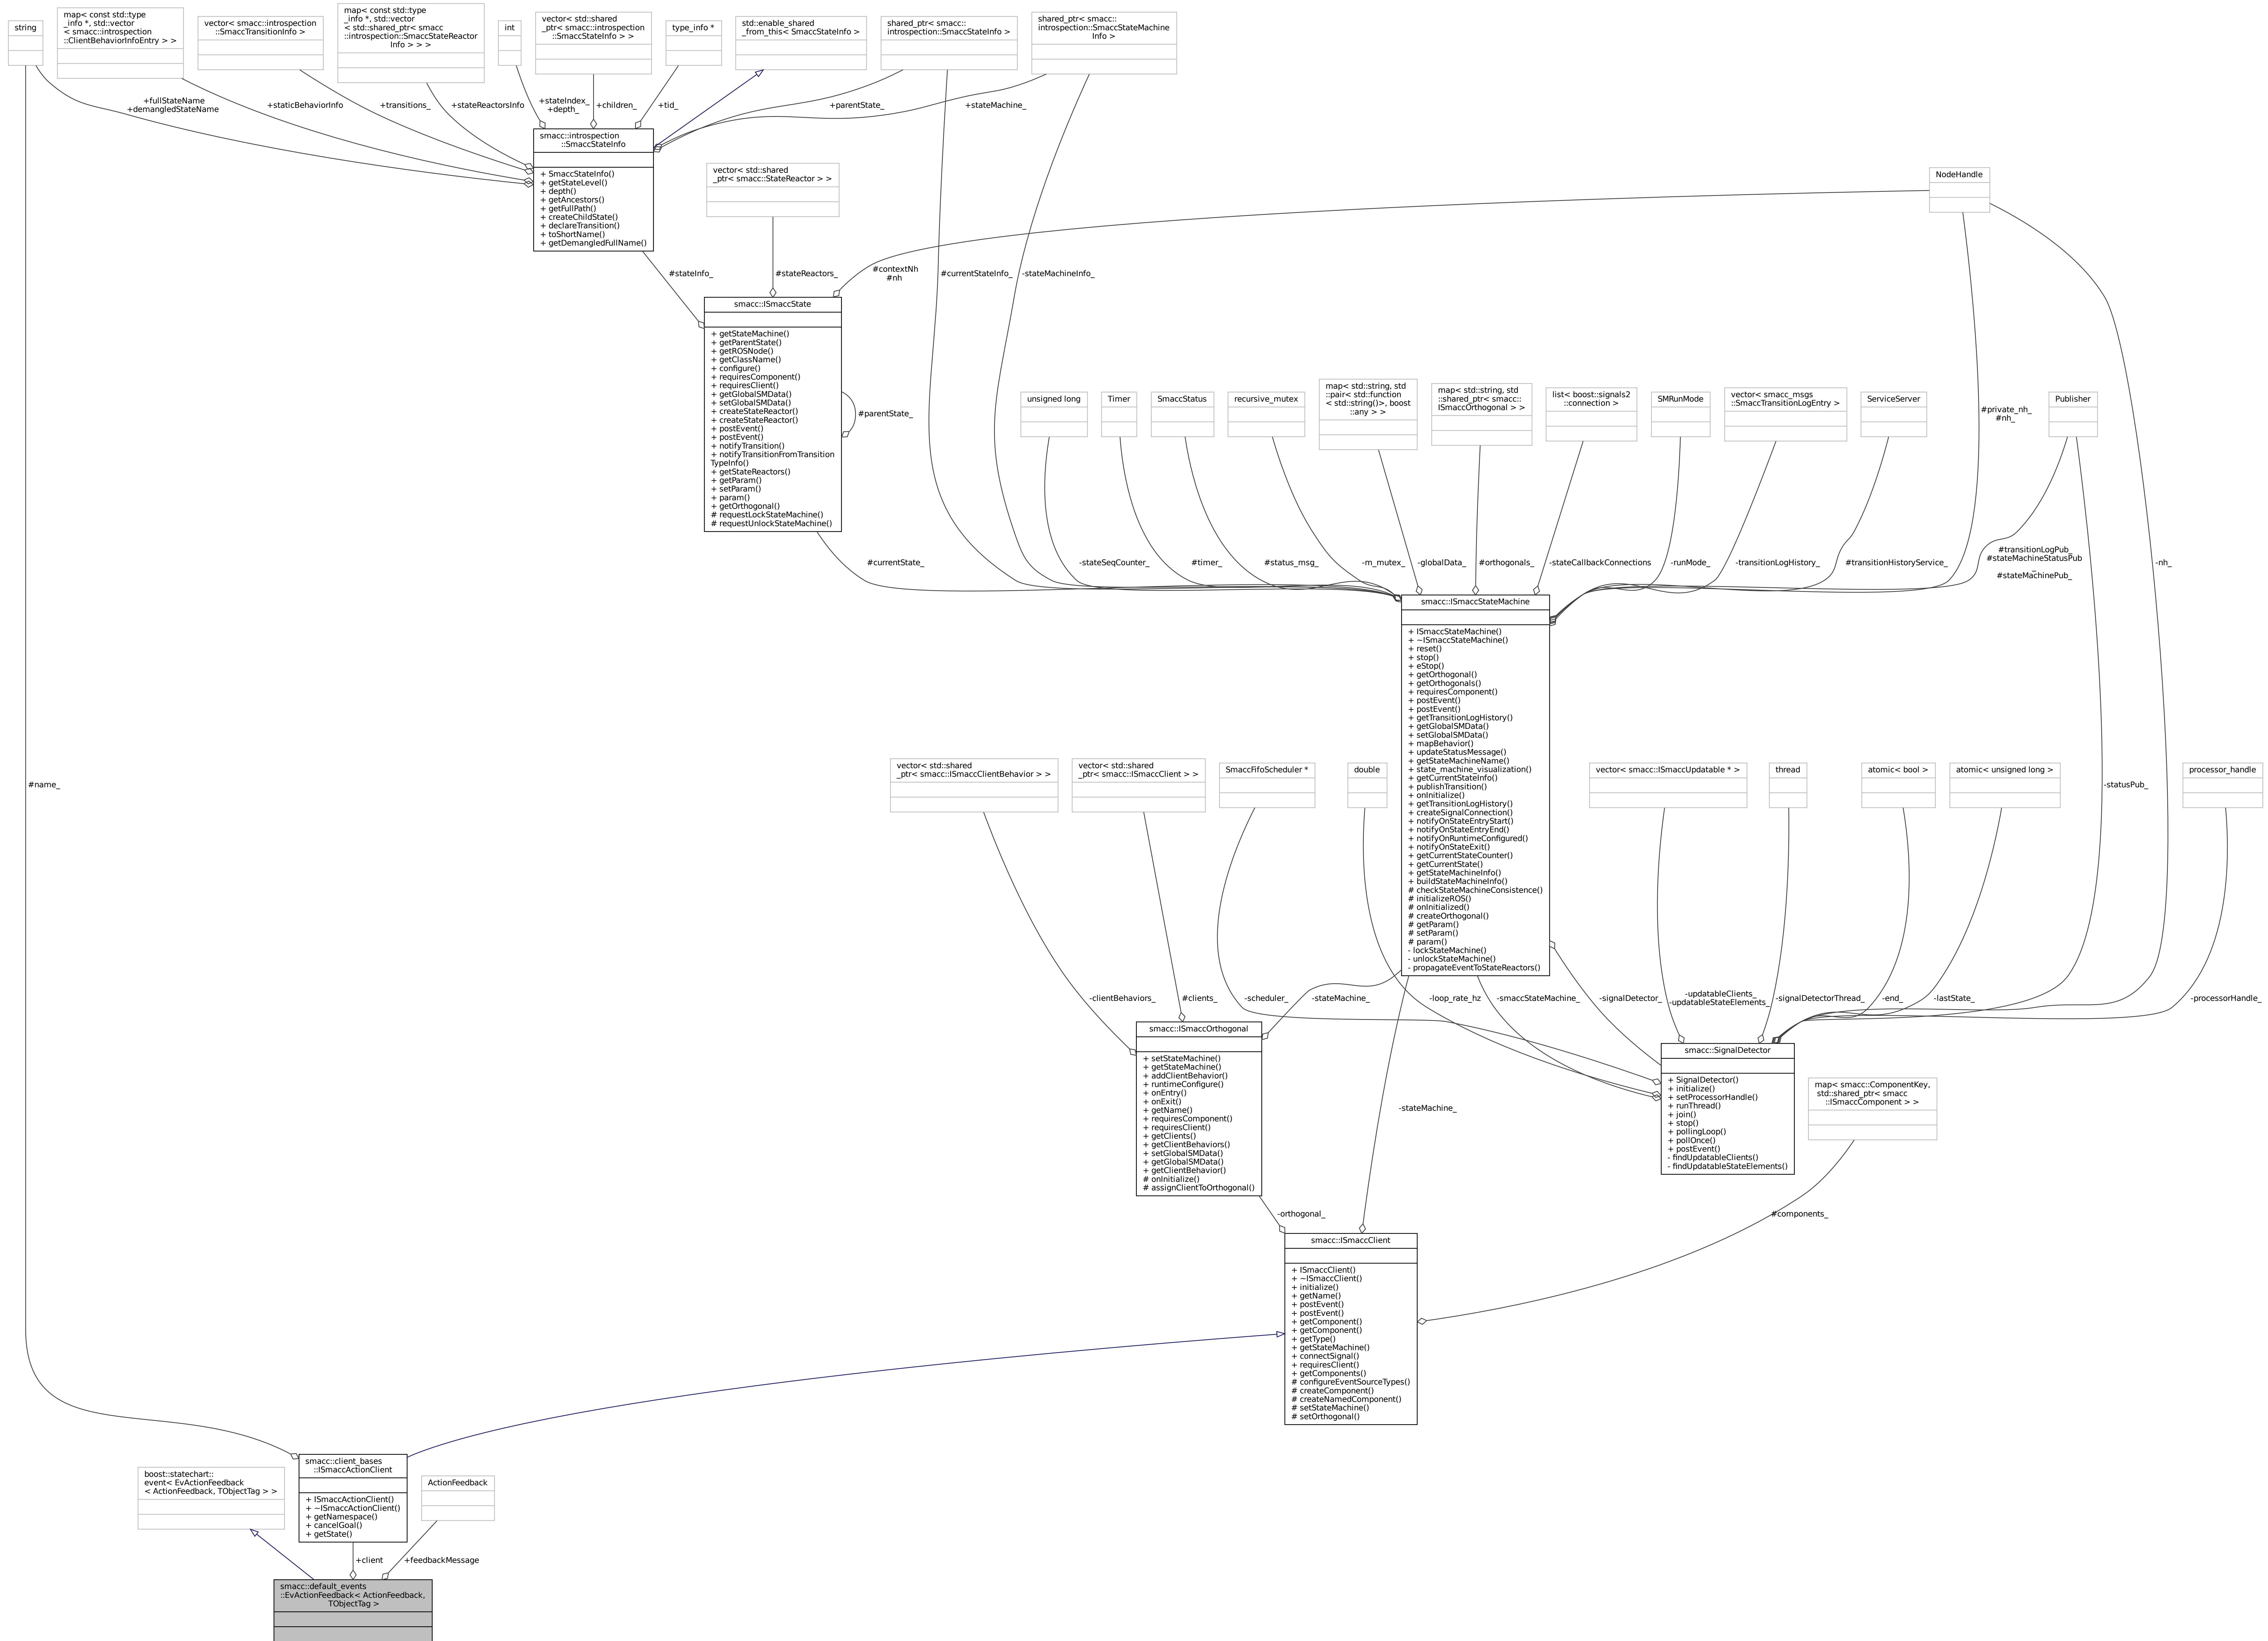 string
map< const std::type
_info *, std::vector
< smacc::introspection
::ClientBehaviorInfoEntry > >
vector< smacc::introspection
::SmaccTransitionInfo >
map< const std::type
_info *, std::vector
< std::shared_ptr< smacc
::introspection::SmaccStateReactor
Info > > >
int
vector< std::shared
_ptr< smacc::introspection
::SmaccStateInfo > >
type_info *
std::enable_shared
_from_this< SmaccStateInfo >
shared_ptr< smacc::
introspection::SmaccStateInfo >
shared_ptr< smacc::
introspection::SmaccStateMachine
Info >
+fullStateName
+demangledStateName
+staticBehaviorInfo
+transitions_
+stateReactorsInfo
+stateIndex_
+depth_
+children_
+tid_
+parentState_
+stateMachine_
smacc::introspection
::SmaccStateInfo
+ SmaccStateInfo()
+ getStateLevel()
+ depth()
+ getAncestors()
+ getFullPath()
+ createChildState()
+ declareTransition()
+ toShortName()
+ getDemangledFullName()
vector< std::shared
_ptr< smacc::StateReactor > >
NodeHandle
#stateInfo_
#stateReactors_
#contextNh
#nh
#currentStateInfo_
-stateMachineInfo_
smacc::ISmaccState
+ getStateMachine()
+ getParentState()
+ getROSNode()
+ getClassName()
+ configure()
+ requiresComponent()
+ requiresClient()
+ getGlobalSMData()
+ setGlobalSMData()
+ createStateReactor()
+ createStateReactor()
+ postEvent()
+ postEvent()
+ notifyTransition()
+ notifyTransitionFromTransition
TypeInfo()
+ getStateReactors()
+ getParam()
+ setParam()
+ param()
+ getOrthogonal()
# requestLockStateMachine()
# requestUnlockStateMachine()
#parentState_
unsigned long
Timer
SmaccStatus
recursive_mutex
map< std::string, std
::pair< std::function
< std::string()>, boost
::any > >
map< std::string, std
::shared_ptr< smacc::
ISmaccOrthogonal > >
list< boost::signals2
::connection >
SMRunMode
vector< smacc_msgs
::SmaccTransitionLogEntry >
ServiceServer
#private_nh_
#nh_
Publisher
#currentState_
-stateSeqCounter_
#timer_
#status_msg_
-m_mutex_
-globalData_
#orthogonals_
-stateCallbackConnections
-runMode_
-transitionLogHistory_
#transitionHistoryService_
#transitionLogPub_
#stateMachineStatusPub
_
#stateMachinePub_
-nh_
smacc::ISmaccStateMachine
+ ISmaccStateMachine()
+ ~ISmaccStateMachine()
+ reset()
+ stop()
+ eStop()
+ getOrthogonal()
+ getOrthogonals()
+ requiresComponent()
+ postEvent()
+ postEvent()
+ getTransitionLogHistory()
+ getGlobalSMData()
+ setGlobalSMData()
+ mapBehavior()
+ updateStatusMessage()
+ getStateMachineName()
+ state_machine_visualization()
+ getCurrentStateInfo()
+ publishTransition()
+ onInitialize()
+ getTransitionLogHistory()
+ createSignalConnection()
+ notifyOnStateEntryStart()
+ notifyOnStateEntryEnd()
+ notifyOnRuntimeConfigured()
+ notifyOnStateExit()
+ getCurrentStateCounter()
+ getCurrentState()
+ getStateMachineInfo()
+ buildStateMachineInfo()
# checkStateMachineConsistence()
# initializeROS()
# onInitialized()
# createOrthogonal()
# getParam()
# setParam()
# param()
- lockStateMachine()
- unlockStateMachine()
- propagateEventToStateReactors()
#name_
vector< std::shared
_ptr< smacc::ISmaccClientBehavior > >
vector< std::shared
_ptr< smacc::ISmaccClient > >
SmaccFifoScheduler *
double
vector< smacc::ISmaccUpdatable * >
thread
atomic< bool >
atomic< unsigned long >
-statusPub_
processor_handle
-clientBehaviors_
#clients_
-scheduler_
-stateMachine_
-loop_rate_hz
-smaccStateMachine_
-signalDetector_
-updatableClients_
-updatableStateElements_
-signalDetectorThread_
-end_
-lastState_
-processorHandle_
smacc::ISmaccOrthogonal
+ setStateMachine()
+ getStateMachine()
+ addClientBehavior()
+ runtimeConfigure()
+ onEntry()
+ onExit()
+ getName()
+ requiresComponent()
+ requiresClient()
+ getClients()
+ getClientBehaviors()
+ setGlobalSMData()
+ getGlobalSMData()
+ getClientBehavior()
# onInitialize()
# assignClientToOrthogonal()
smacc::SignalDetector
+ SignalDetector()
+ initialize()
+ setProcessorHandle()
+ runThread()
+ join()
+ stop()
+ pollingLoop()
+ pollOnce()
+ postEvent()
- findUpdatableClients()
- findUpdatableStateElements()
map< smacc::ComponentKey,
std::shared_ptr< smacc
::ISmaccComponent > >
-stateMachine_
-orthogonal_
#components_
smacc::ISmaccClient
+ ISmaccClient()
+ ~ISmaccClient()
+ initialize()
+ getName()
+ postEvent()
+ postEvent()
+ getComponent()
+ getComponent()
+ getType()
+ getStateMachine()
+ connectSignal()
+ requiresClient()
+ getComponents()
# configureEventSourceTypes()
# createComponent()
# createNamedComponent()
# setStateMachine()
# setOrthogonal()
boost::statechart::
event< EvActionFeedback
< ActionFeedback, TObjectTag > >
smacc::client_bases
::ISmaccActionClient
+ ISmaccActionClient()
+ ~ISmaccActionClient()
+ getNamespace()
+ cancelGoal()
+ getState()
ActionFeedback
+client
+feedbackMessage
smacc::default_events
::EvActionFeedback< ActionFeedback,
TObjectTag >